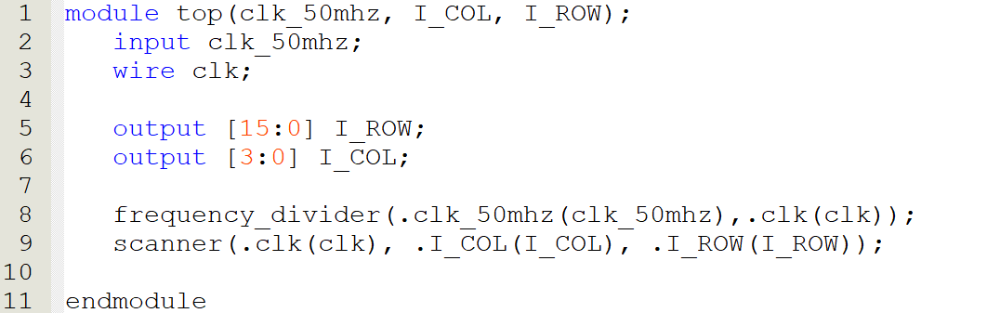 1 module top(clk_50mhz, I_COL, I_ROW);
2 input clk_50mhz;
3 wire clk;
4
5 output [15:0] I_ROW;
6 output [3:0] I_COL;
7
8 frequency_divider(.clk_50mhz(clk_50mhz),.clk(clk));
9 scanner(.clk(clk), .I_COL(I_COL), .I_ROW(I_ROW));
10
11 endmodule